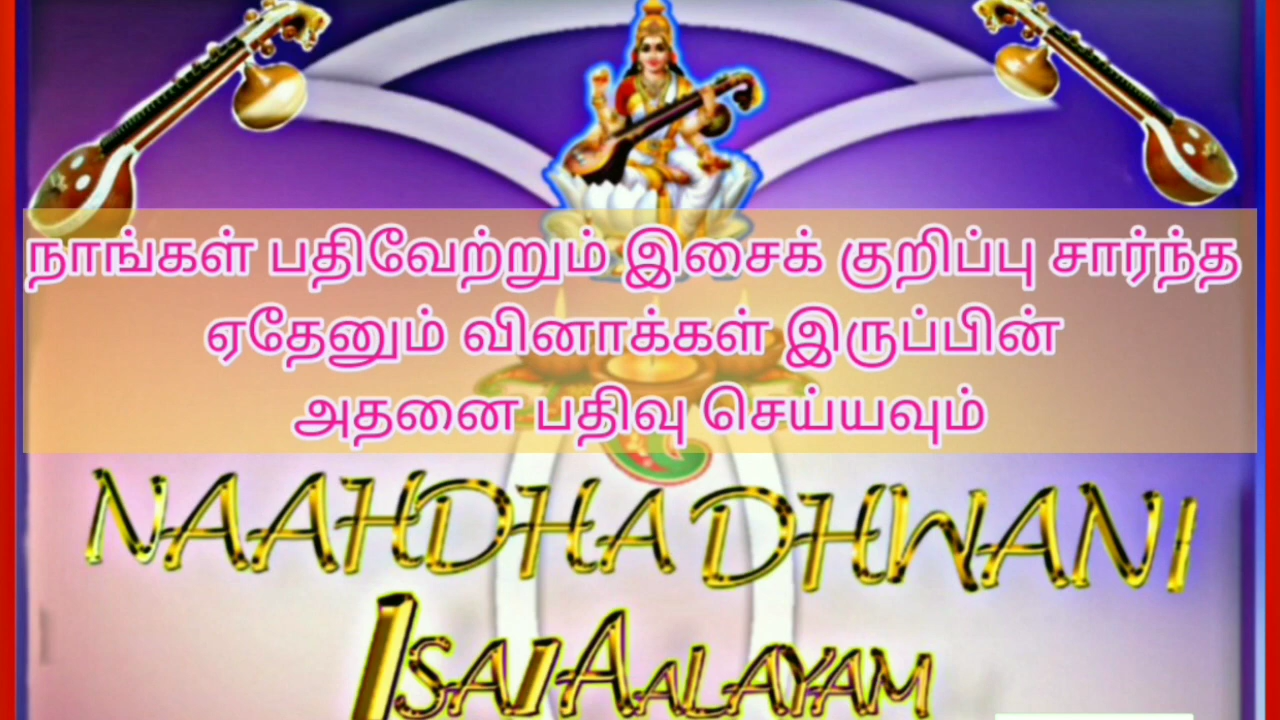 நாங்கள் பதிவேற்றும் இசைக் குறிப்பு சார்ந்த
ஏதேனும் வினாக்கள் இருப்பின்
அதனை பதிவு செய்யவும்
NAAHDHA DHWANI
ISAI AALAYAM